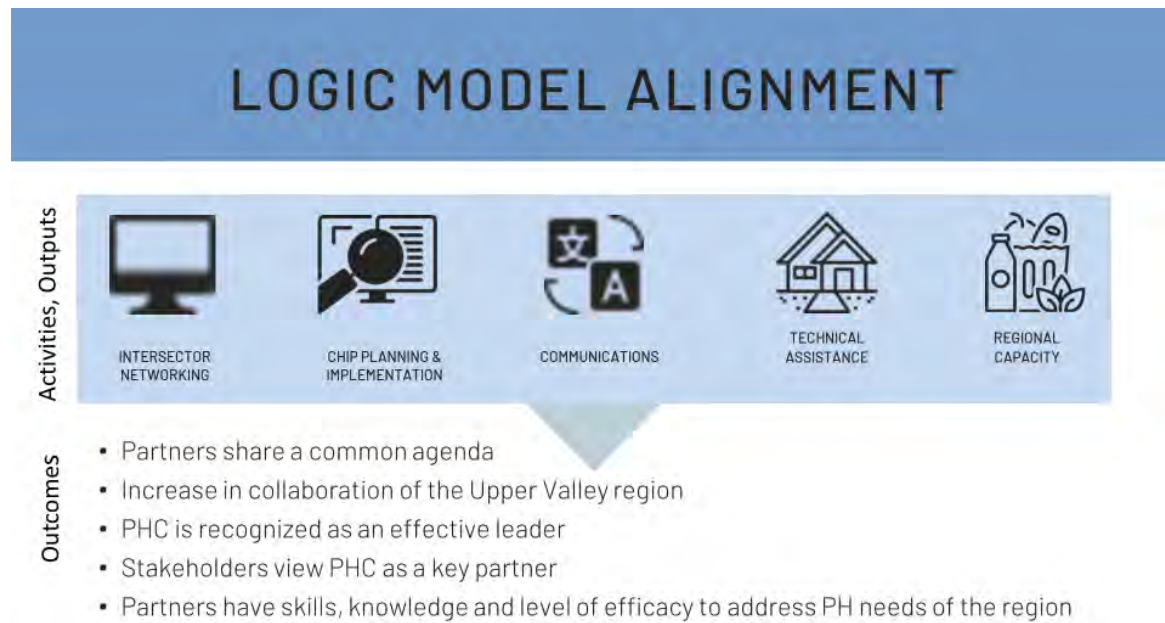 LOGIC MODEL ALIGNMENT
Activities, Outputs
文
A
INTERSECTOR
NETWORKING
CHIP PLANNING &
IMPLEMENTATION
COMMUNICATIONS
TECHNICAL
ASSISTANCE
REGIONAL
CAPACITY
Outcomes
• Partners share a common agenda
• Increase in collaboration of the Upper Valley region
• PHC is recognized as an effective leader
• Stakeholders view PHC as a key partner
• Partners have skills, knowledge and level of efficacy to address PH needs of the region